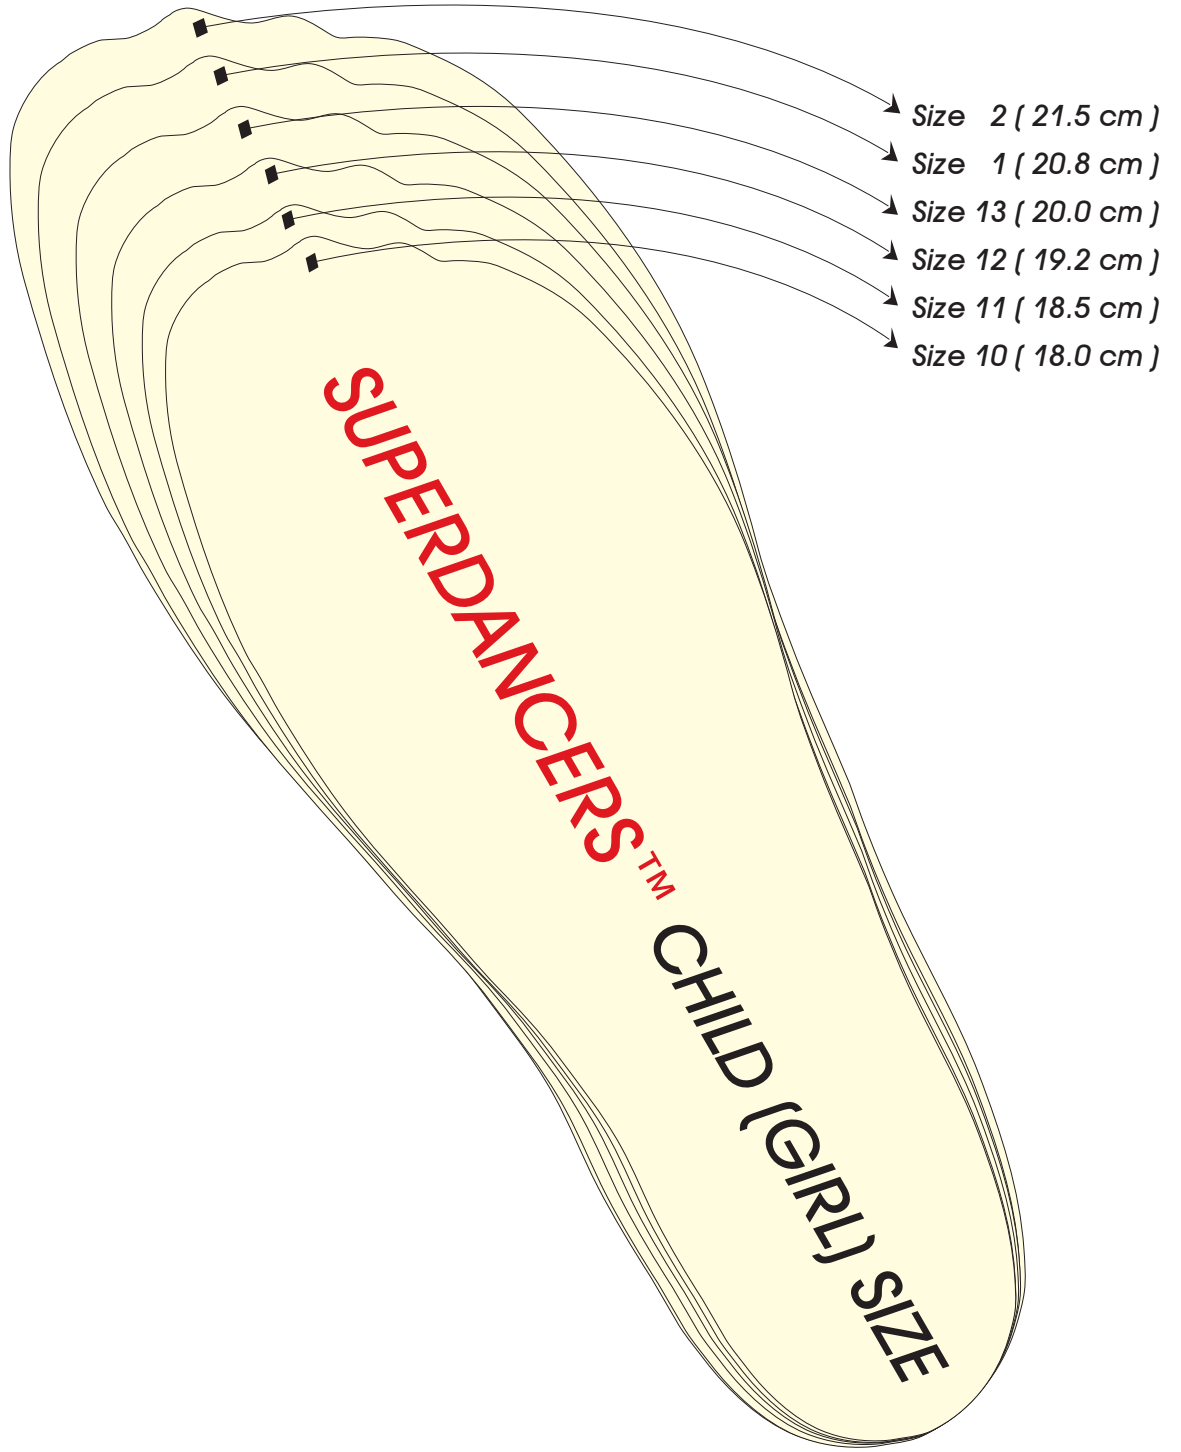 Size 2 ( 21.5 cm )
Size 1 ( 20.8 cm )
Size 13 ( 20.0 cm )
Size 12 ( 19.2 cm )
Size 11 ( 18.5 cm )
Size 10 ( 18.0 cm )
SUPERDANCERS™ CHILD (GIRL) SIZE